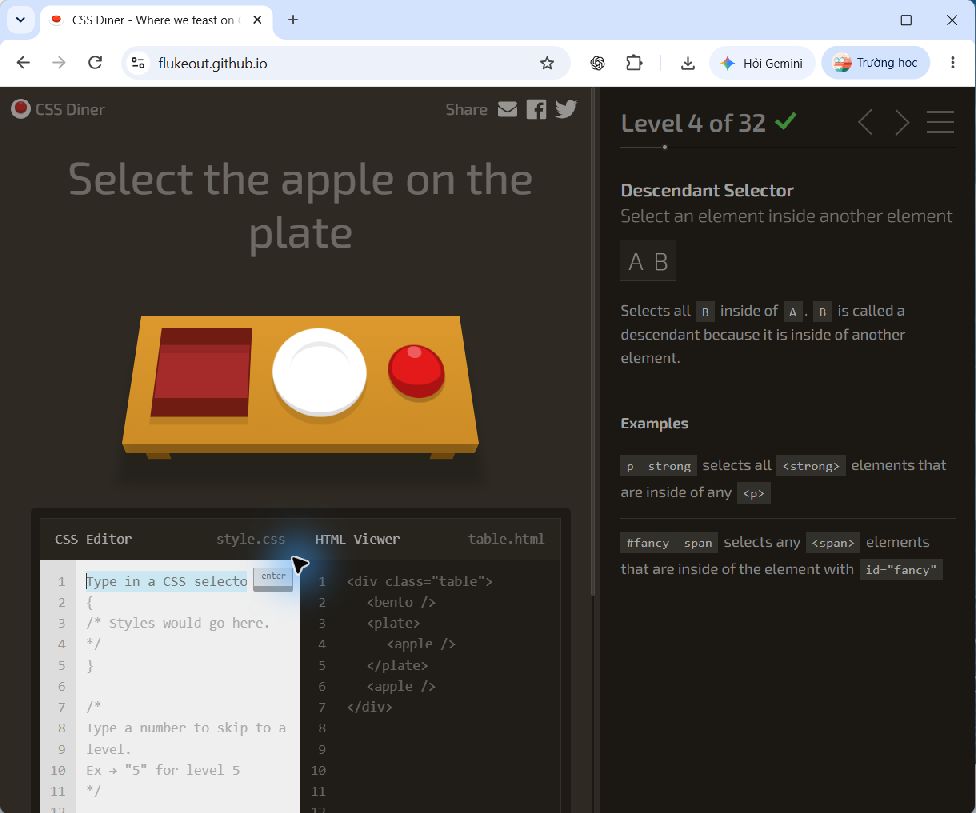 CSS Diner - Where we feast on
flukeout.github.io
Hỏi Gemini
Trường học
CSS Diner
Share
Select the apple on the
plate
CSS Editor
style.css
HTML Viewer
table.html
1
Type in a CSS selecto
enter
2
{
3
/* Styles would go here.
4
*/
5
}
6
7
/*
8
Type a number to skip to a
9
level.
10
Ex → "5" for level 5
11
*/
12
1
<div class="table">
2
<bento />
3
<plate>
4
<apple />
5
</plate>
6
<apple />
7
</div>
8
9
10
11
12
Level 4 of 32
Descendant Selector
Select an element inside another element
A B
Selects all B inside of A. B is called a
descendant because it is inside of another
element.
Examples
p strong selects all <strong> elements that
are inside of any <p>
#fancy span selects any <span> elements
that are inside of the element with id="fancy"